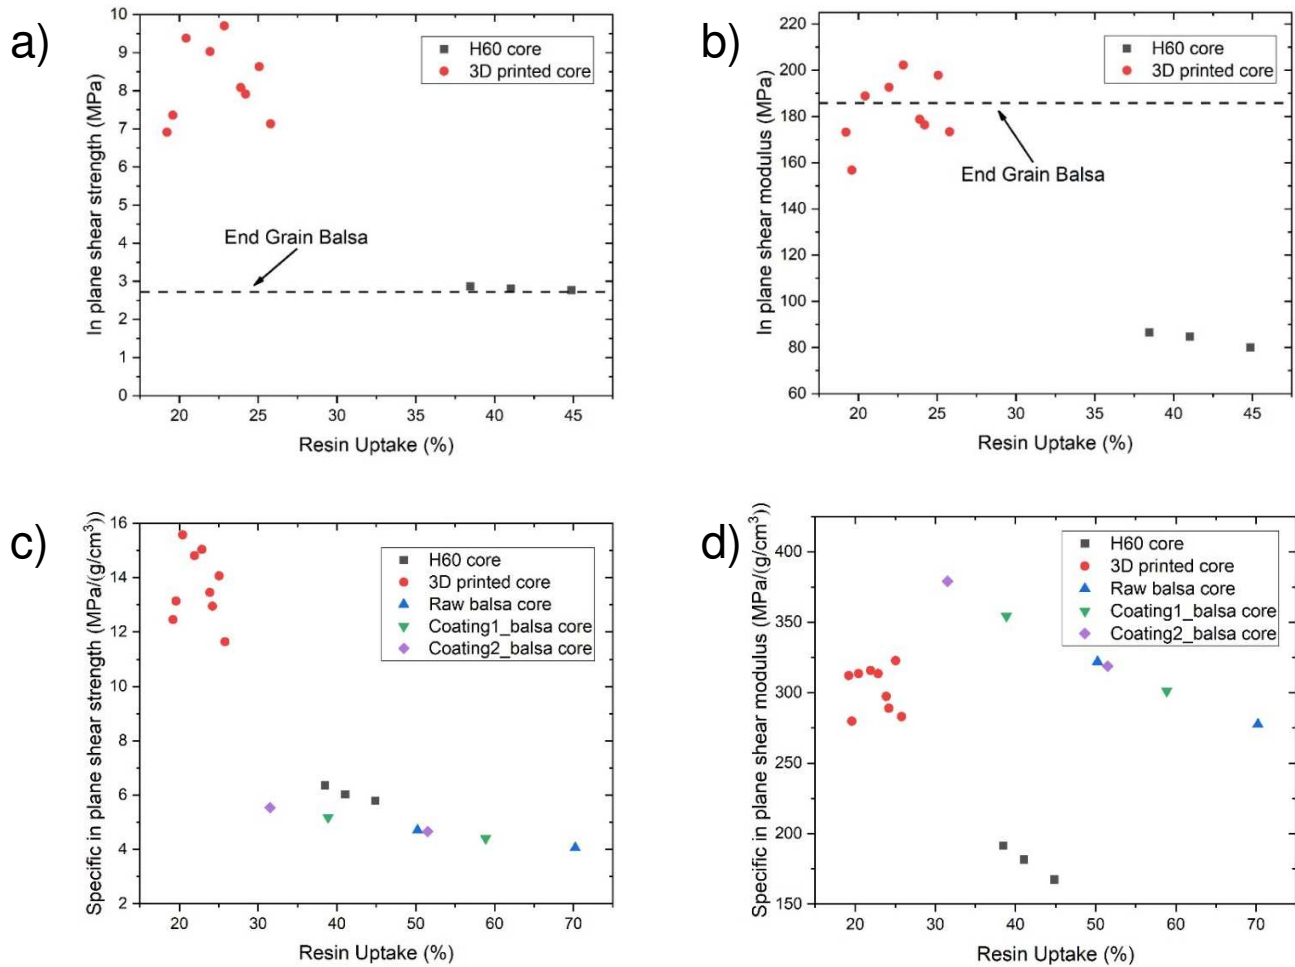 a)
In plane shear strength (MPa)
10
9
8
7
6
5
4
3
2
1
0
H60 core
3D printed core
End Grain Balsa
20 25 30 35 40 45
Resin Uptake (%)
b)
In plane shear modulus (MPa)
220
200
180
160
140
120
100
80
60
H60 core
3D printed core
End Grain Balsa
20 25 30 35 40 45
Resin Uptake (%)
c)
Specific in plane shear strength (MPa/(g/cm³))
16
14
12
10
8
6
4
2
H60 core
3D printed core
Raw balsa core
Coating1_balsa core
Coating2_balsa core
20 30 40 50 60 70
Resin Uptake (%)
d)
Specific in plane shear modulus (MPa/(g/cm³))
400
350
300
250
200
150
H60 core
3D printed core
Raw balsa core
Coating1_balsa core
Coating2_balsa core
20 30 40 50 60 70
Resin Uptake (%)